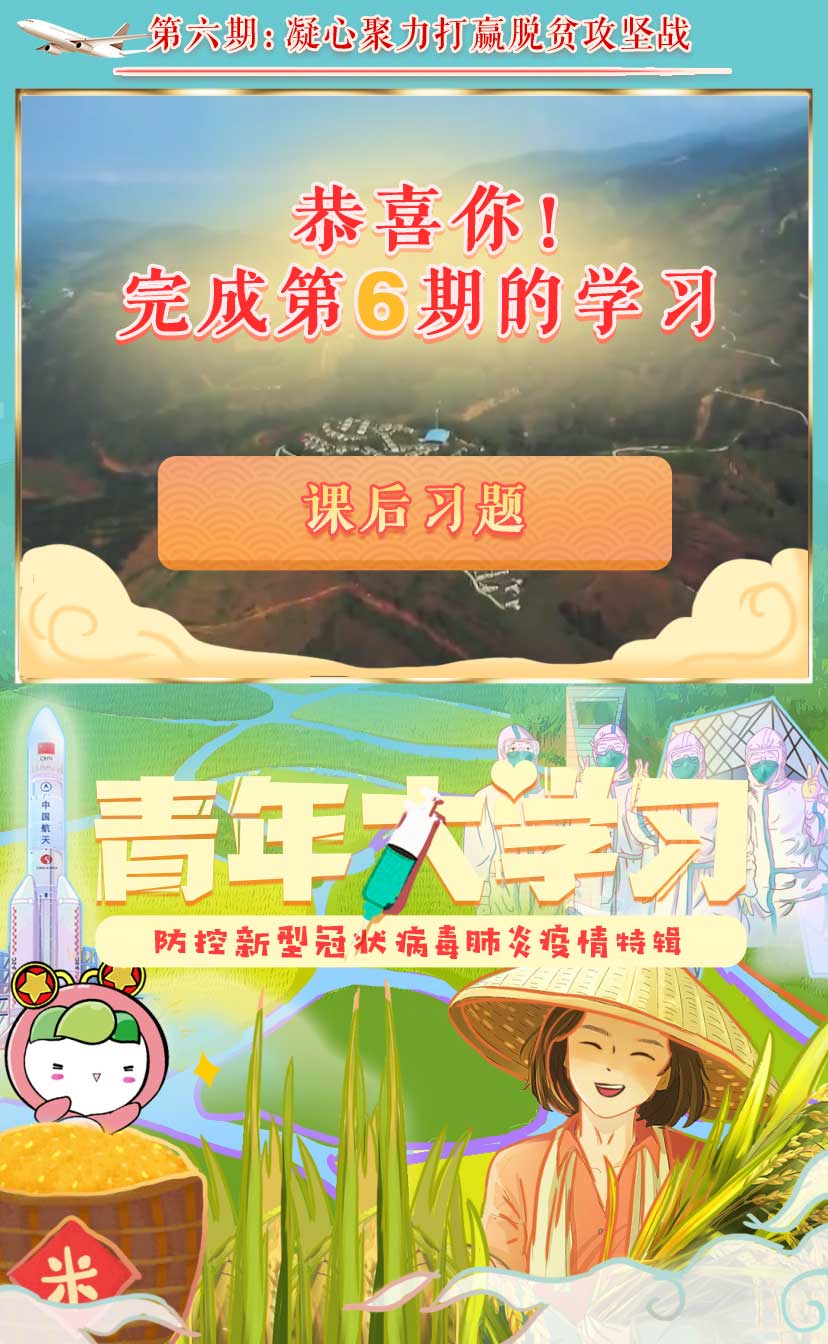 第六期:凝心聚力打赢脱贫攻坚战
恭喜你!
完成第6期的学习
课后习题
中国航天
青年大学习
防控新型冠状病毒肺炎疫情特辑
米